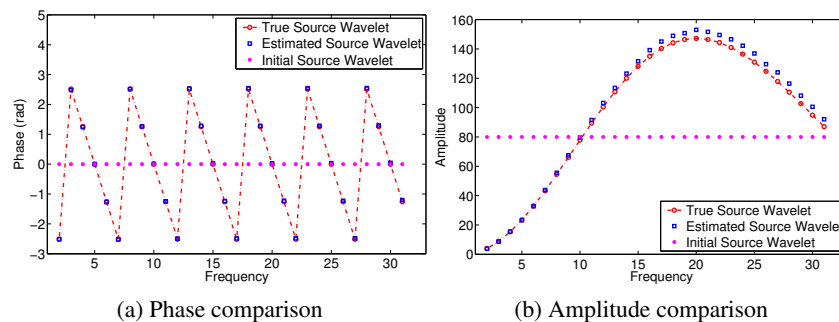 5
4
3
2
1
0
−1
−2
−3
Phase (rad)
True Source Wavelet
Estimated Source Wavelet
Initial Source Wavelet
5 10 15 20 25 30
Frequency
(a) Phase comparison
160
140
120
100
80
60
40
20
0
Amplitude
True Source Wavelet
Estimated Source Wavelet
Initial Source Wavelet
5 10 15 20 25 30
Frequency
(b) Amplitude comparison